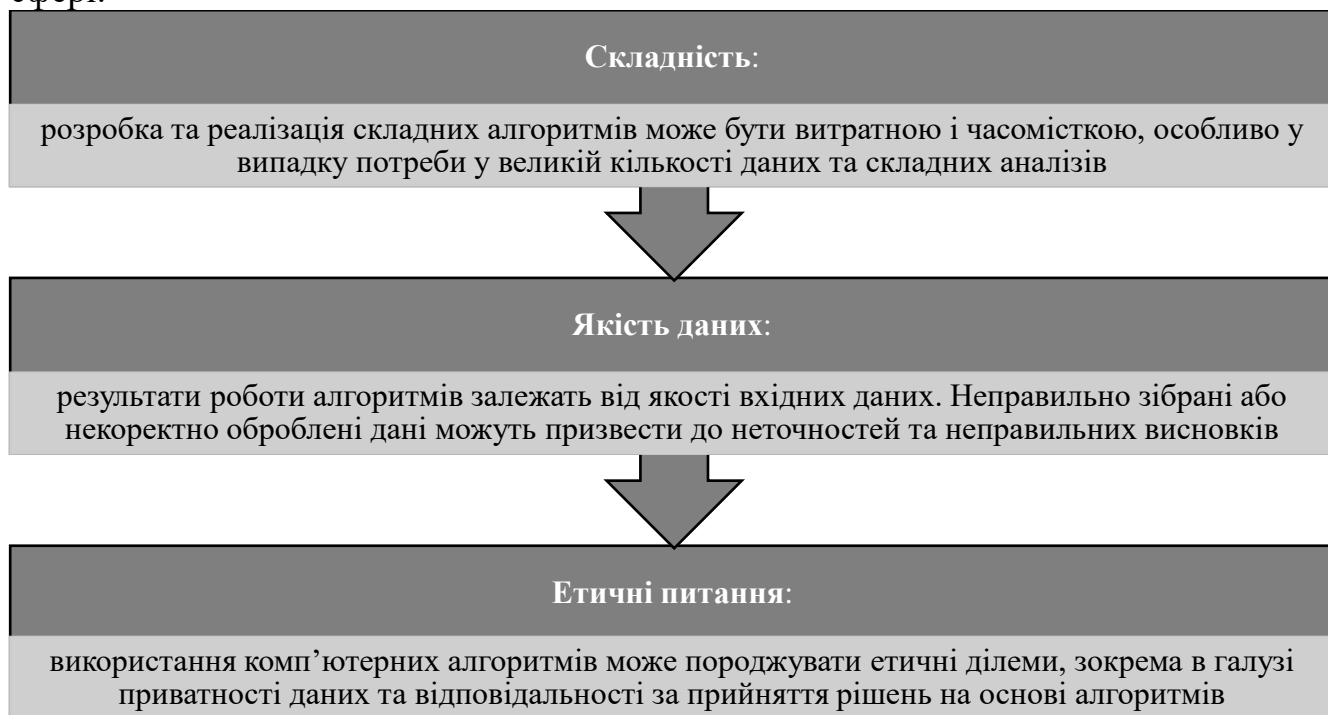 Складність:
розробка та реалізація складних алгоритмів може бути витратною і часомісткою, особливо у
випадку потреби у великій кількості даних та складних аналізів
Якість даних:
результати роботи алгоритмів залежать від якості вхідних даних. Неправильно зібрані або
некоректно оброблені дані можуть призвести до неточностей та неправильних висновків
Етичні питання:
використання комп’ютерних алгоритмів може породжувати етичні ділеми, зокрема в галузі
приватності даних та відповідальності за прийняття рішень на основі алгоритмів